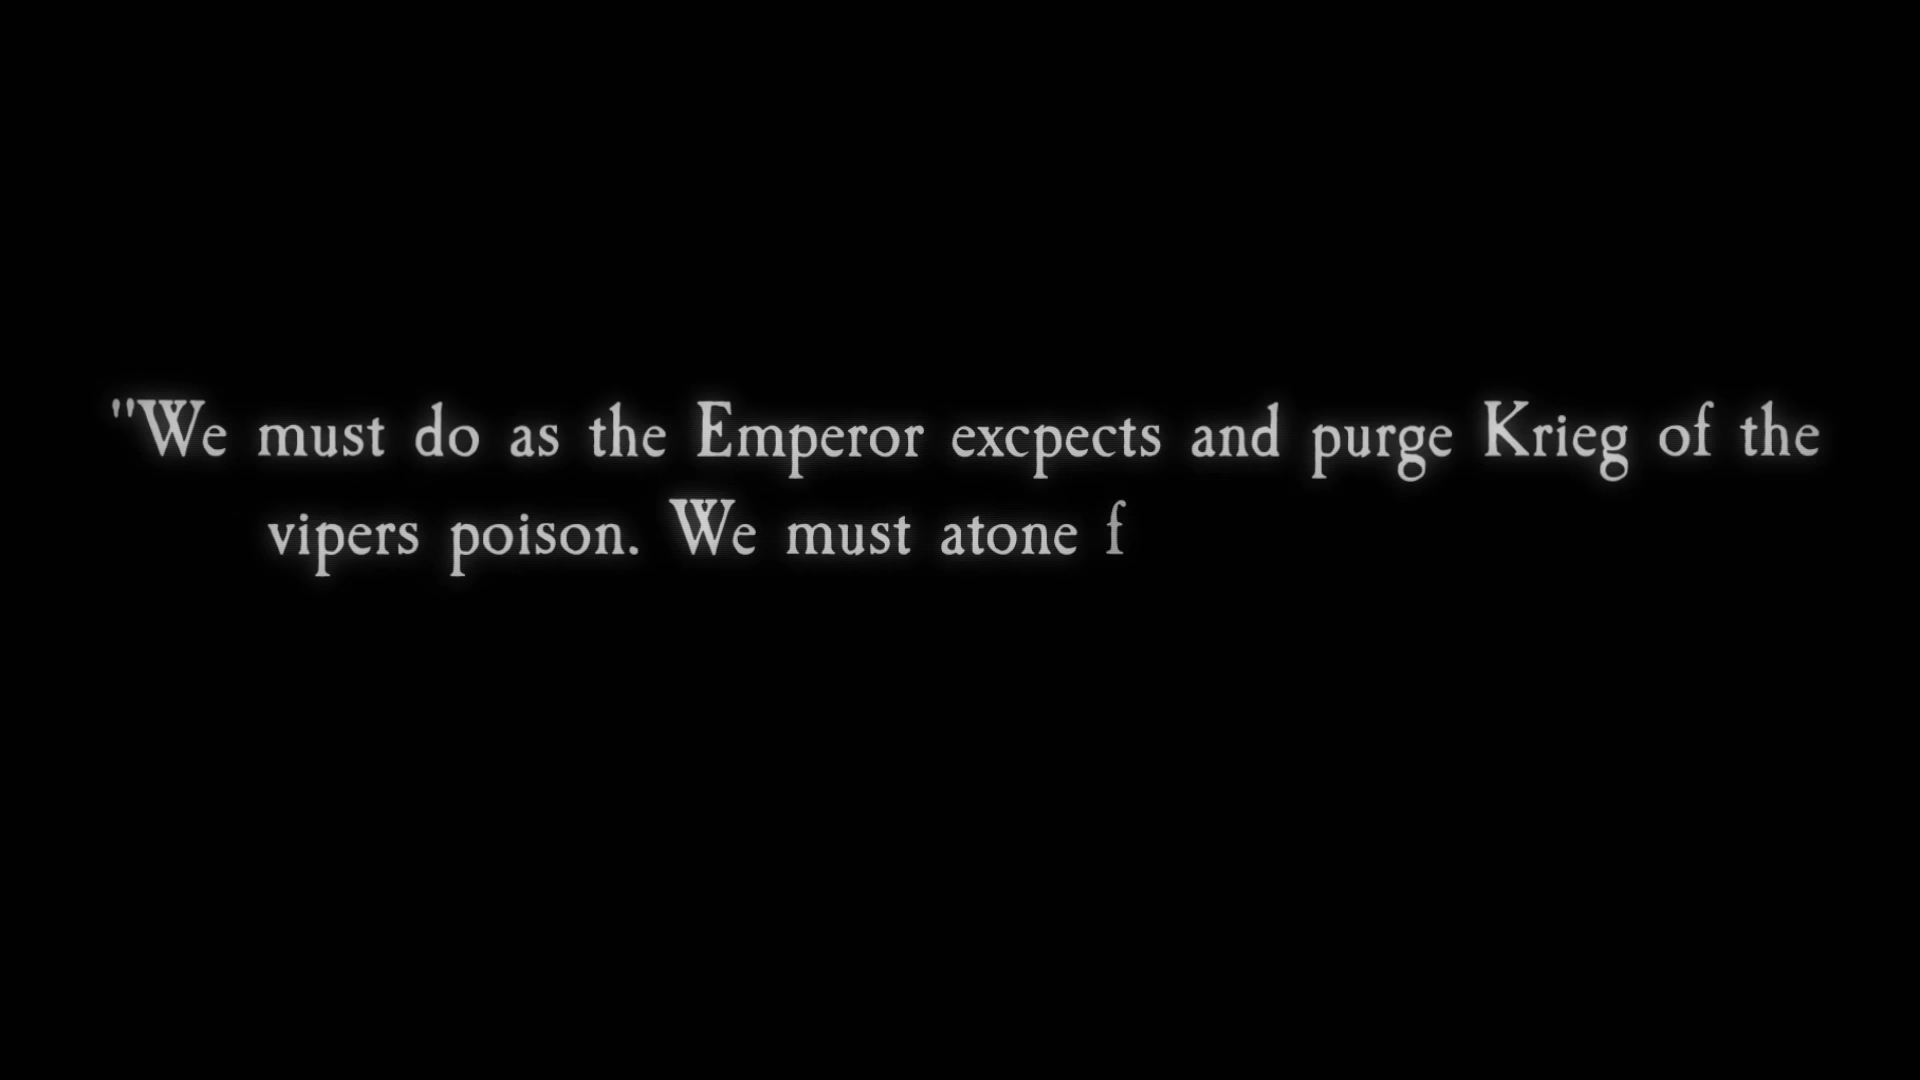 "We must do as the Emperor excpects and purge Krieg of the
vipers poison. We must atone f